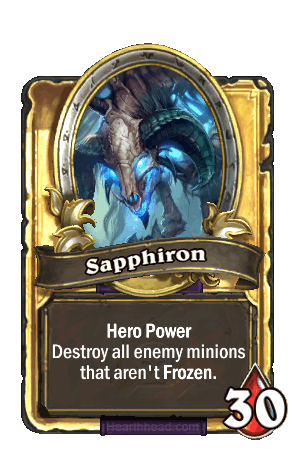 Sapphiron
Hero Power
Destroy all enemy minions
that aren't Frozen.
30
Hearthhead.com